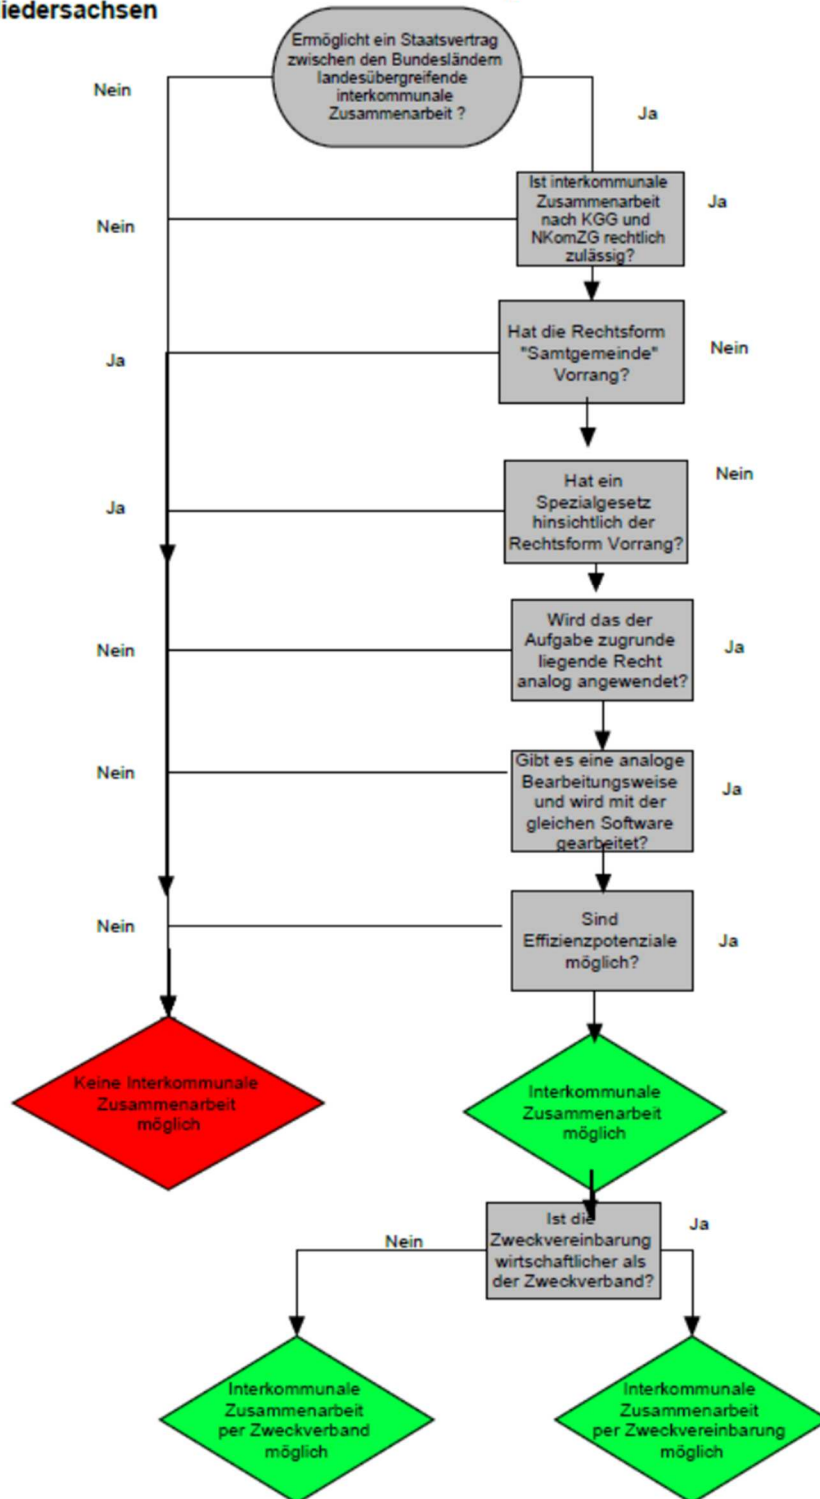 iedersachsen
Ermöglicht ein Staatsvertrag
zwischen den Bundesländern
landesübergreifende
interkommunale
Zusammenarbeit ?
Nein
Ja
Ist interkommunale
Zusammenarbeit
nach KGG und
NKomZG rechtlich
zulässig?
Ja
Nein
Hat die Rechtsform
"Samtgemeinde"
Vorrang?
Nein
Ja
Hat ein
Spezialgesetz
hinsichtlich der
Rechtsform Vorrang?
Nein
Ja
Wird das der
Aufgabe zugrunde
liegende Recht
analog angewendet?
Ja
Nein
Gibt es eine analoge
Bearbeitungsweise
und wird mit der
gleichen Software
gearbeitet?
Ja
Nein
Sind
Effizienzpotenziale
möglich?
Ja
Nein
Keine Interkommunale
Zusammenarbeit
möglich
Interkommunale
Zusammenarbeit
möglich
Ist die
Zweckvereinbarung
wirtschaftlicher als
der Zweckverband?
Ja
Nein
Interkommunale
Zusammenarbeit
per Zweckverband
möglich
Interkommunale
Zusammenarbeit
per Zweckvereinbarung
möglich